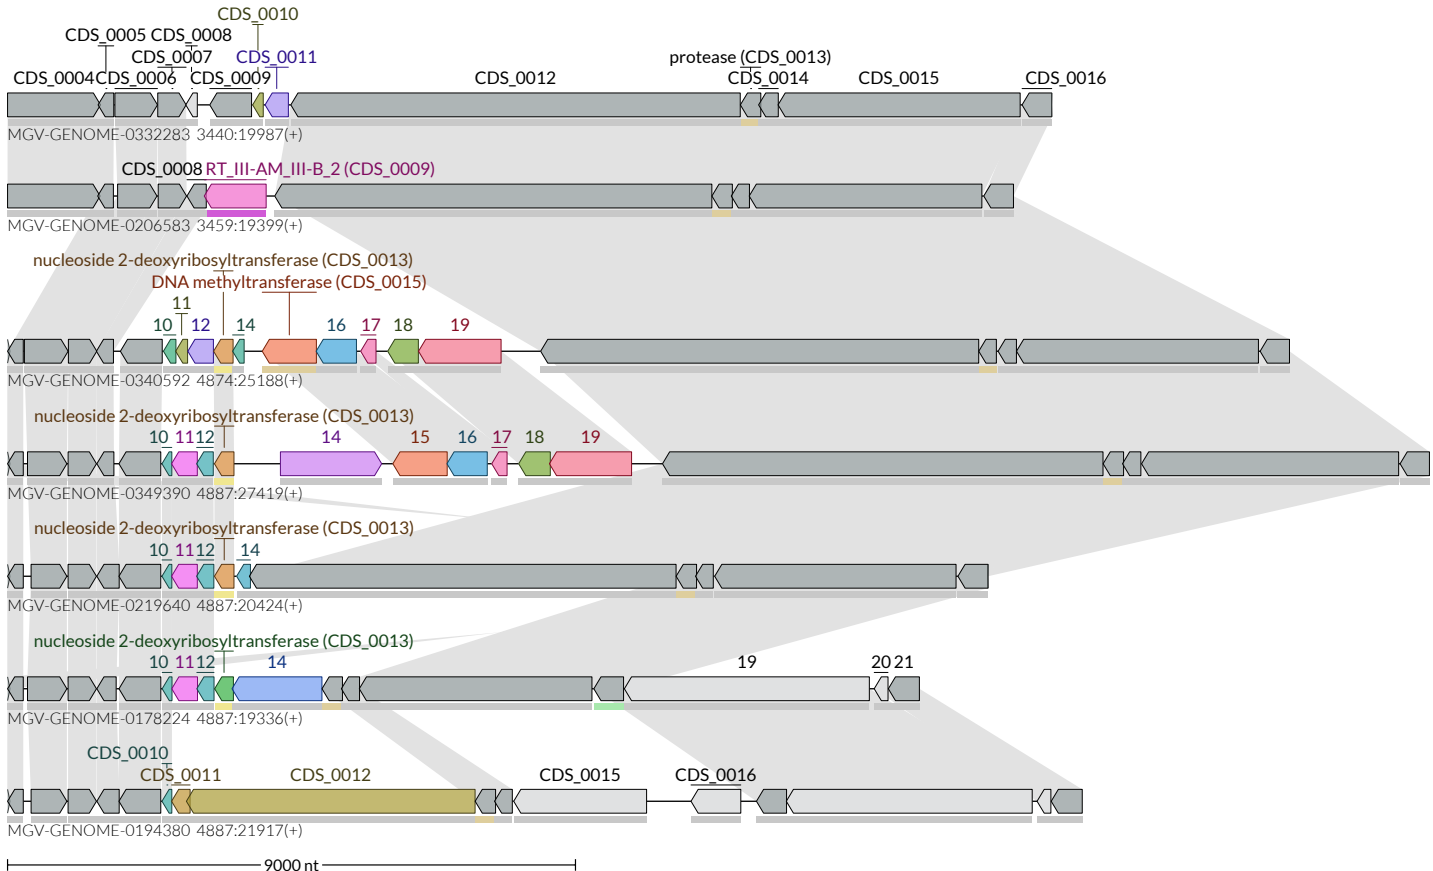 CDS_0010
CDS_0005 CDS_0008
CDS_0007 CDS_0011 protease (CDS_0013)
CDS_0004 CDS_0006 CDS_0009 CDS_0012 CDS_0014 CDS_0015 CDS_0016
MGV-GENOME-0332283 3440:19987(+)
CDS_0008 RT_III-AM_III-B_2 (CDS_0009)
MGV-GENOME-0206583 3459:19399(+)
nucleoside 2-deoxyribosyltransferase (CDS_0013)
DNA methyltransferase (CDS_0015)
11
10 12 14 16 17 18 19
MGV-GENOME-0340592 4874:25188(+)
nucleoside 2-deoxyribosyltransferase (CDS_0013)
10 11 12 14 15 16 17 18 19
MGV-GENOME-0349390 4887:27419(+)
nucleoside 2-deoxyribosyltransferase (CDS_0013)
10 11 12 14
MGV-GENOME-0219640 4887:20424(+)
nucleoside 2-deoxyribosyltransferase (CDS_0013)
10 11 12 14 19 20 21
MGV-GENOME-0178224 4887:19336(+)
CDS_0010
CDS_0011 CDS_0012 CDS_0015 CDS_0016
MGV-GENOME-0194380 4887:21917(+)
9000 nt